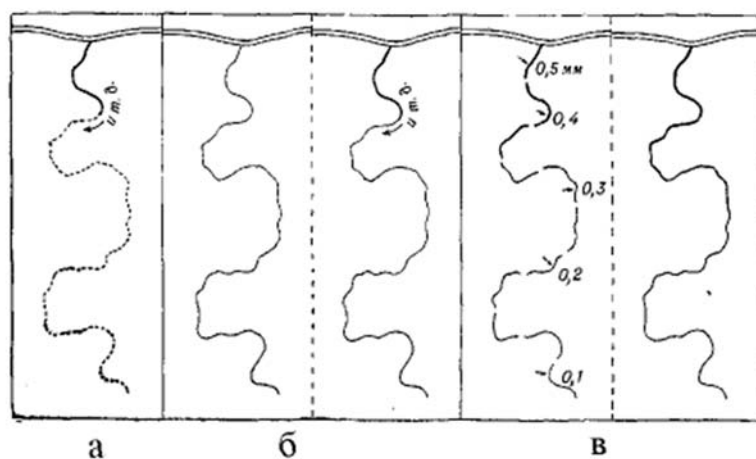 0,5 мм
и т. д.
и т. д.
0,4
0,3
0,2
0,1
а
б
в